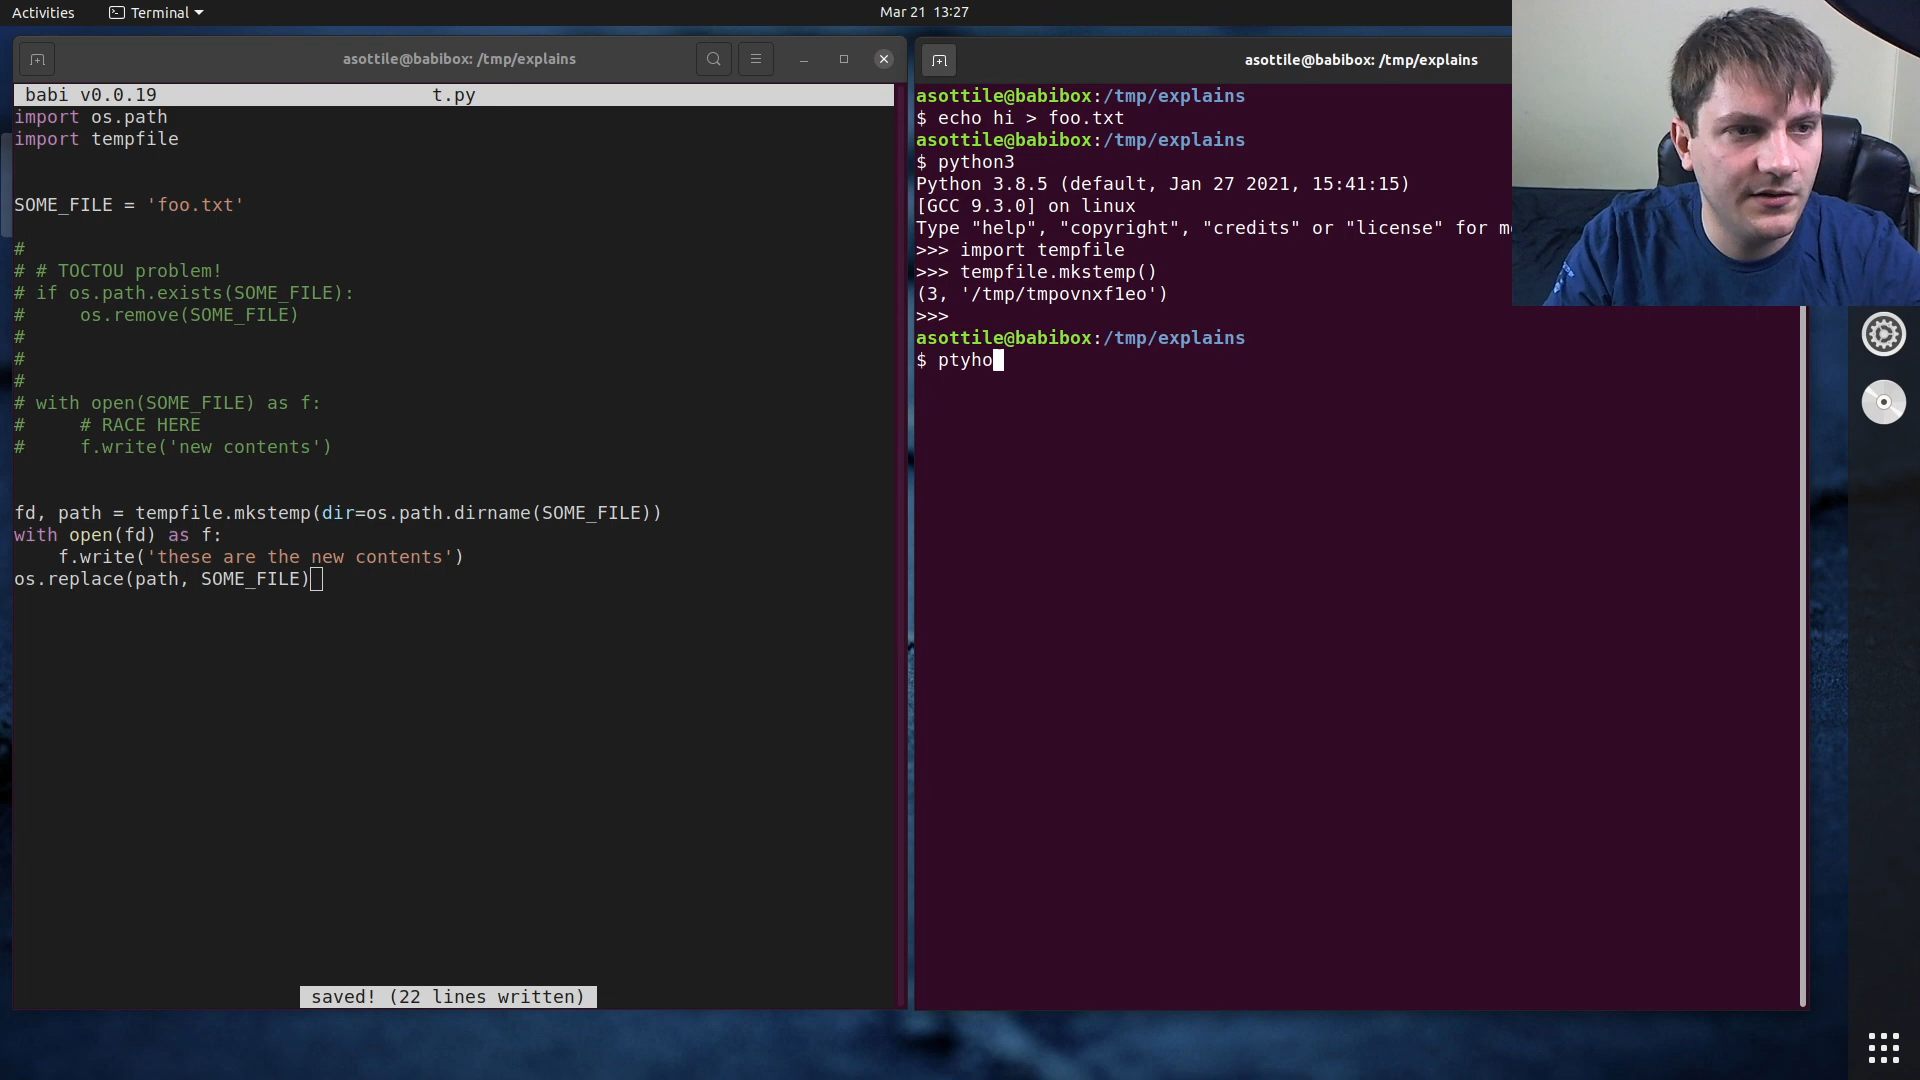 Activities
Terminal
Mar 21 13:27
asottile@babibox: /tmp/explains
babi v0.0.19 t.py
import os.path
import tempfile
SOME_FILE = 'foo.txt'
#
# # TOCTOU problem!
# if os.path.exists(SOME_FILE):
#     os.remove(SOME_FILE)
#
#
#
# with open(SOME_FILE) as f:
#     # RACE HERE
#     f.write('new contents')
fd, path = tempfile.mkstemp(dir=os.path.dirname(SOME_FILE))
with open(fd) as f:
    f.write('these are the new contents')
os.replace(path, SOME_FILE)
saved! (22 lines written)
asottile@babibox: /tmp/explains
asottile@babibox:/tmp/explains
$ echo hi > foo.txt
asottile@babibox:/tmp/explains
$ python3
Python 3.8.5 (default, Jan 27 2021, 15:41:15)
[GCC 9.3.0] on linux
Type "help", "copyright", "credits" or "license" for
>>> import tempfile
>>> tempfile.mkstemp()
(3, '/tmp/tmpovnxf1eo')
>>>
asottile@babibox:/tmp/explains
$ ptyho